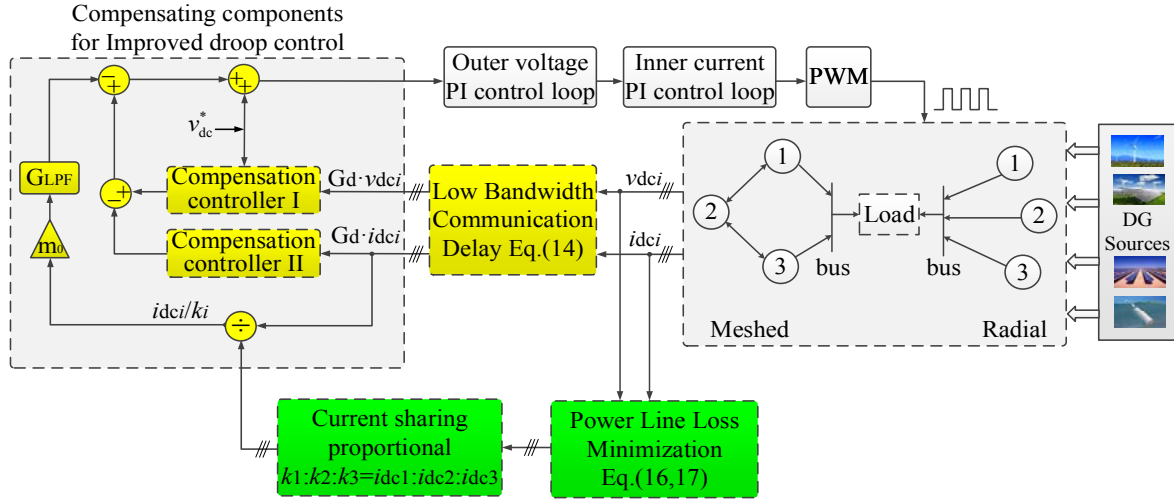 Compensating components
for Improved droop control
Outer voltage
PI control loop
Inner current
PI control loop
PWM
−
+
+
+
v*dc
GLPF
m0
−
+
Compensation
controller I
Compensation
controller II
Gd·vdci
Gd·idci
Low Bandwidth
Communication
Delay Eq.(14)
vdci
idci
1
2
3
bus
Load
bus
1
2
3
Meshed
Radial
DG
Sources
idci/ki
÷
Current sharing
proportional
k1:k2:k3=idc1:idc2:idc3
Power Line Loss
Minimization
Eq.(16,17)